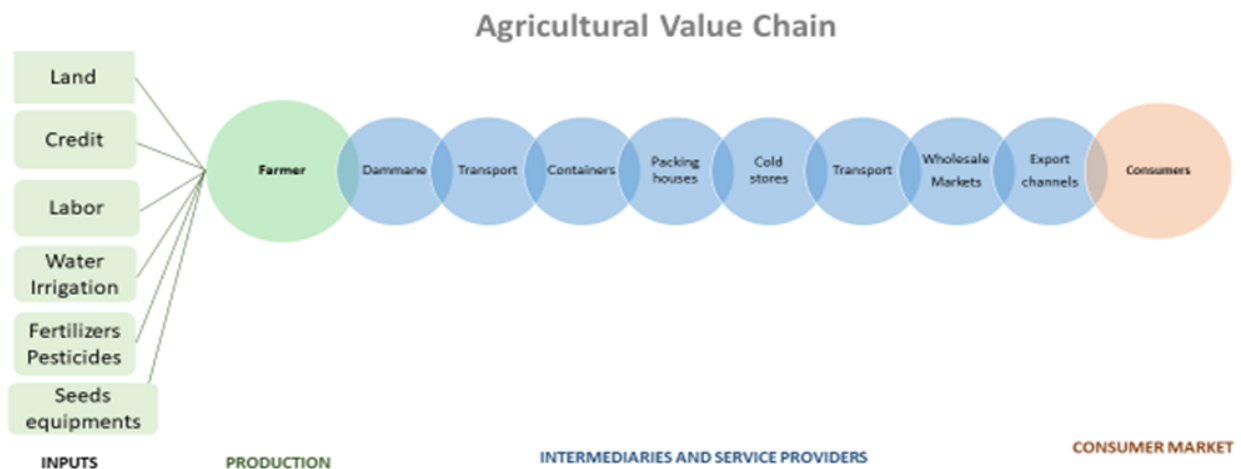 Agricultural Value Chain
Land
Credit
Labor
Water
Irrigation
Fertilizers
Pesticides
Seeds
equipments
Farmer
Dammane
Transport
Containers
Packing
houses
Cold
stores
Transport
Wholesale
Markets
Export
channels
Consumers
INPUTS
PRODUCTION
INTERMEDIARIES AND SERVICE PROVIDERS
CONSUMER MARKET